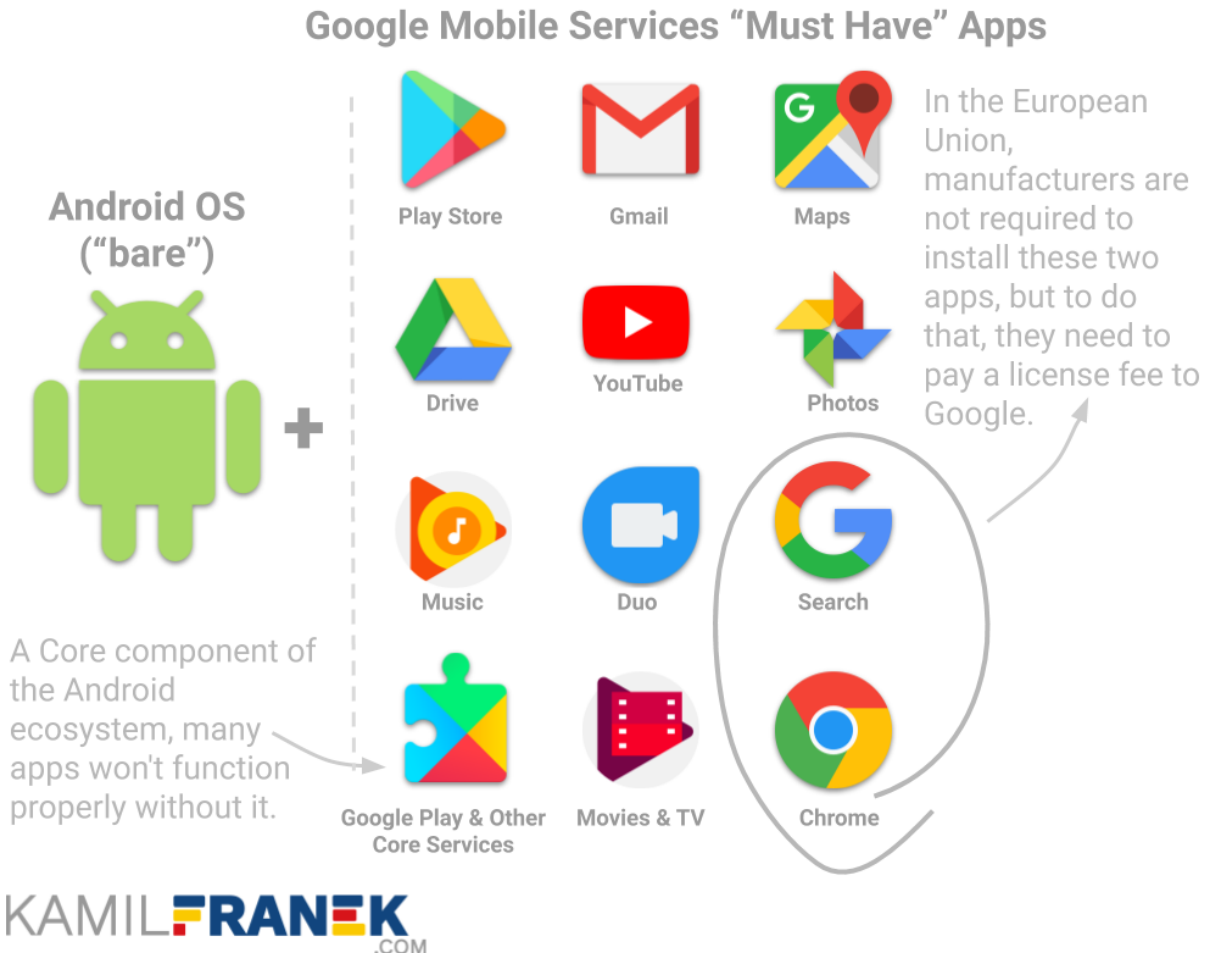 Google Mobile Services “Must Have” Apps
Android OS
(“bare”)
Play Store
Gmail
G
Maps
In the European
Union,
manufacturers are
not required to
install these two
apps, but to do
that, they need to
pay a license fee to
Google.
Drive
YouTube
Photos
Music
Duo
G
Search
A Core component of
the Android
ecosystem, many
apps won't function
properly without it.
Google Play & Other
Core Services
Movies & TV
Chrome
KAMILFRANEK
.COM